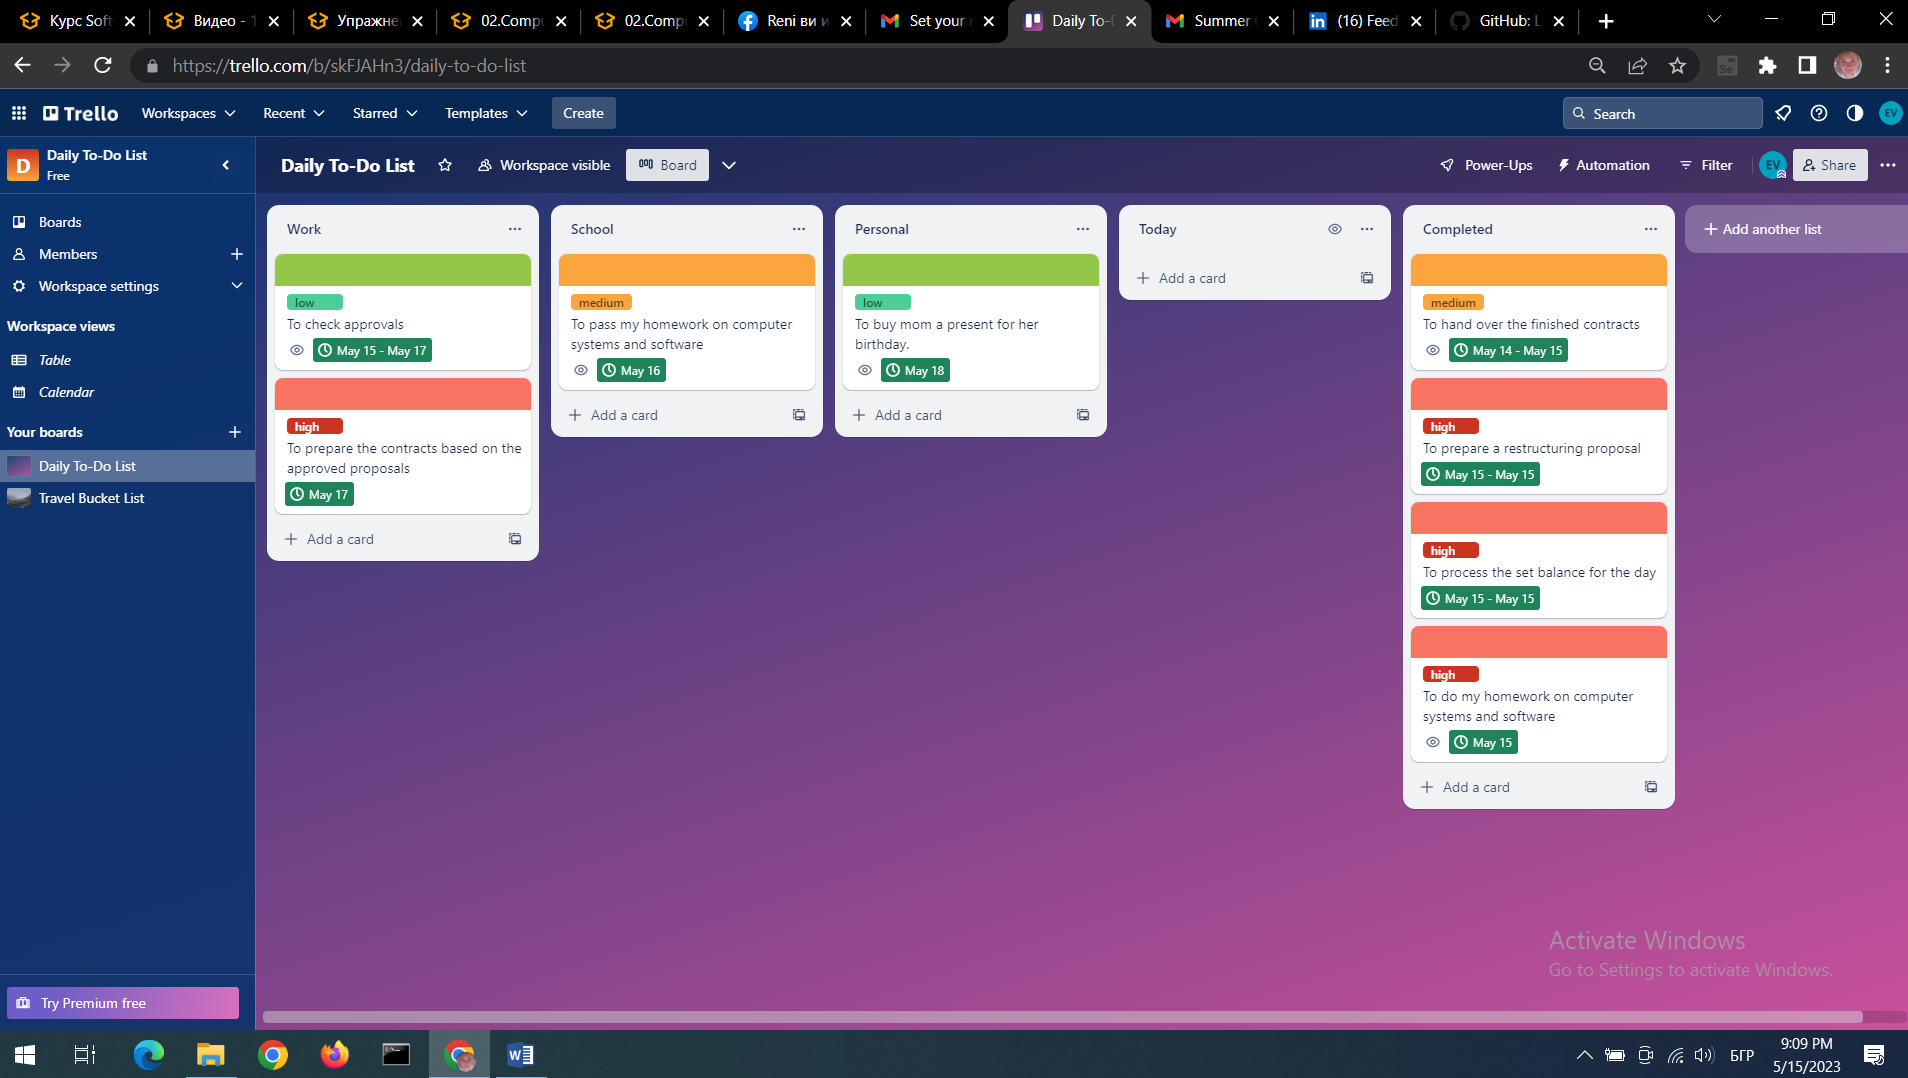 Курс Soft
Видео - 1
Упражне
02.Comp
02.Comp
Reni ви и
Set your
Daily To-D
Summer
(16) Feed
GitHub: L
https://trello.com/b/skFJAHn3/daily-to-do-list
Se
Trello
Workspaces
Recent
Starred
Templates
Create
Search
EV
D
Daily To-Do List
Free
Daily To-Do List
Workspace visible
Board
Power-Ups
Automation
Filter
EV
Share
Boards
Members
Workspace settings
Workspace views
Table
Calendar
Your boards
Daily To-Do List
Travel Bucket List
Try Premium free
Work
low
To check approvals
May 15 - May 17
high
To prepare the contracts based on the
approved proposals
May 17
Add a card
School
medium
To pass my homework on computer
systems and software
May 16
Add a card
Personal
low
To buy mom a present for her
birthday.
May 18
Add a card
Today
Add a card
Completed
medium
To hand over the finished contracts
May 14 - May 15
high
To prepare a restructuring proposal
May 15 - May 15
high
To process the set balance for the day
May 15 - May 15
high
To do my homework on computer
systems and software
May 15
Add a card
Add another list
Activate Windows
Go to Settings to activate Windows.
БГР
9:09 PM
5/15/2023